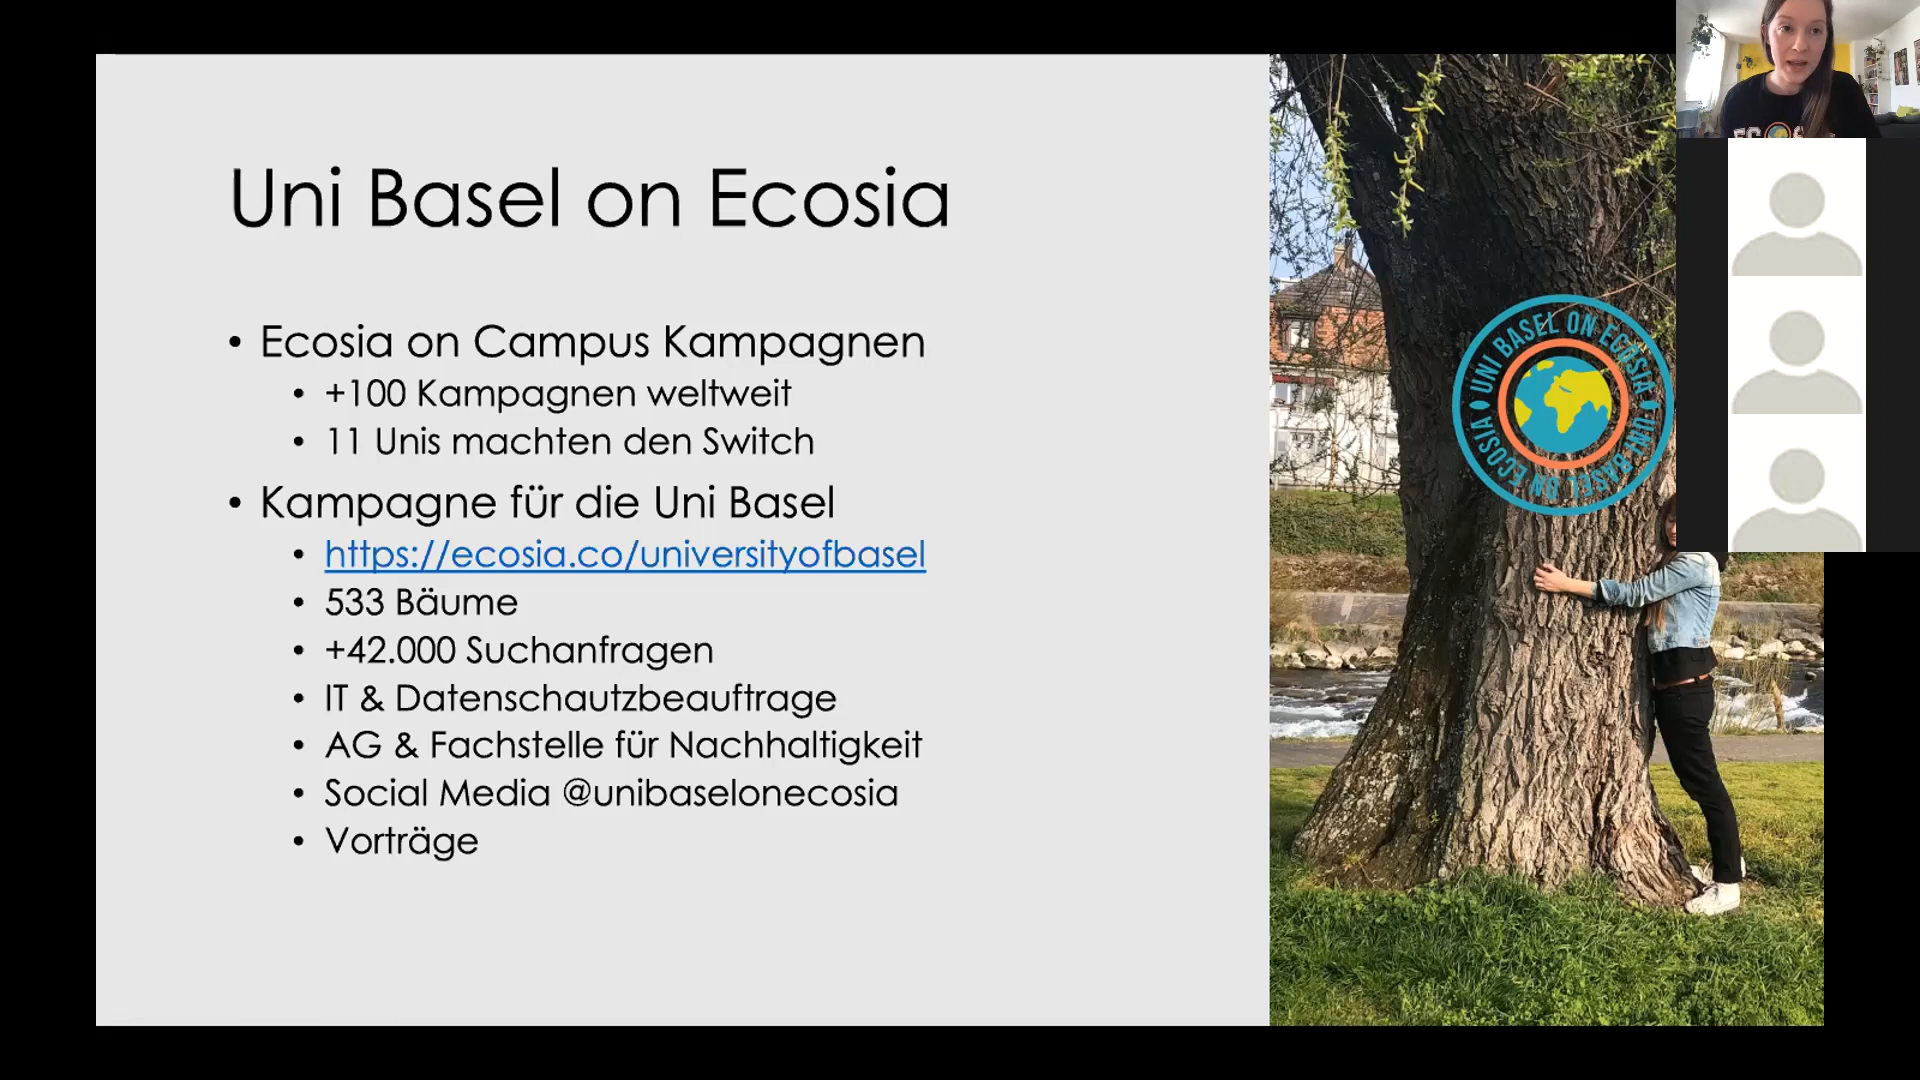 Uni Basel on Ecosia
• Ecosia on Campus Kampagnen
• +100 Kampagnen weltweit
• 11 Unis machten den Switch
• Kampagne für die Uni Basel
• https://ecosia.co/universityofbasel
• 533 Bäume
• +42.000 Suchanfragen
• IT & Datenschautzbeauftrage
• AG & Fachstelle für Nachhaltigkeit
• Social Media @unibaselonecosia
• Vorträge
UNI BASEL ON ECOSIA
UNI BASEL ON ECOSIA